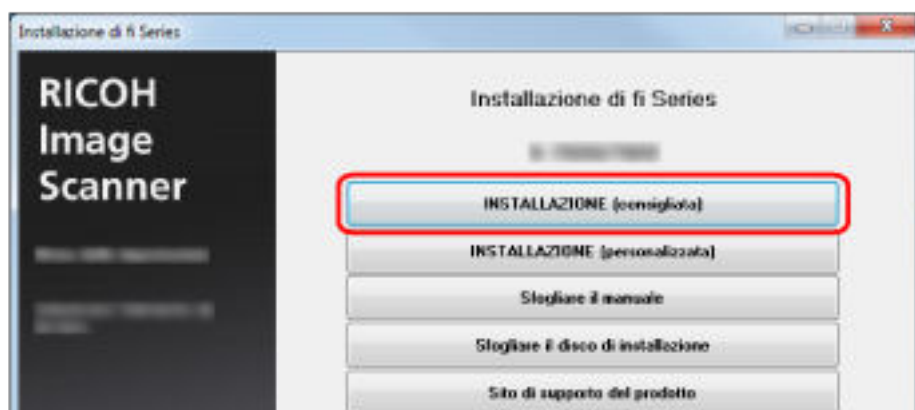 Installazione di fi Series
RICOH
Image
Scanner
Installazione di fi Series
INSTALLAZIONE (consigliata)
INSTALLAZIONE (personalizzata)
Sfogliare il manuale
Sfogliare il disco di installazione
Sito di supporto del prodotto